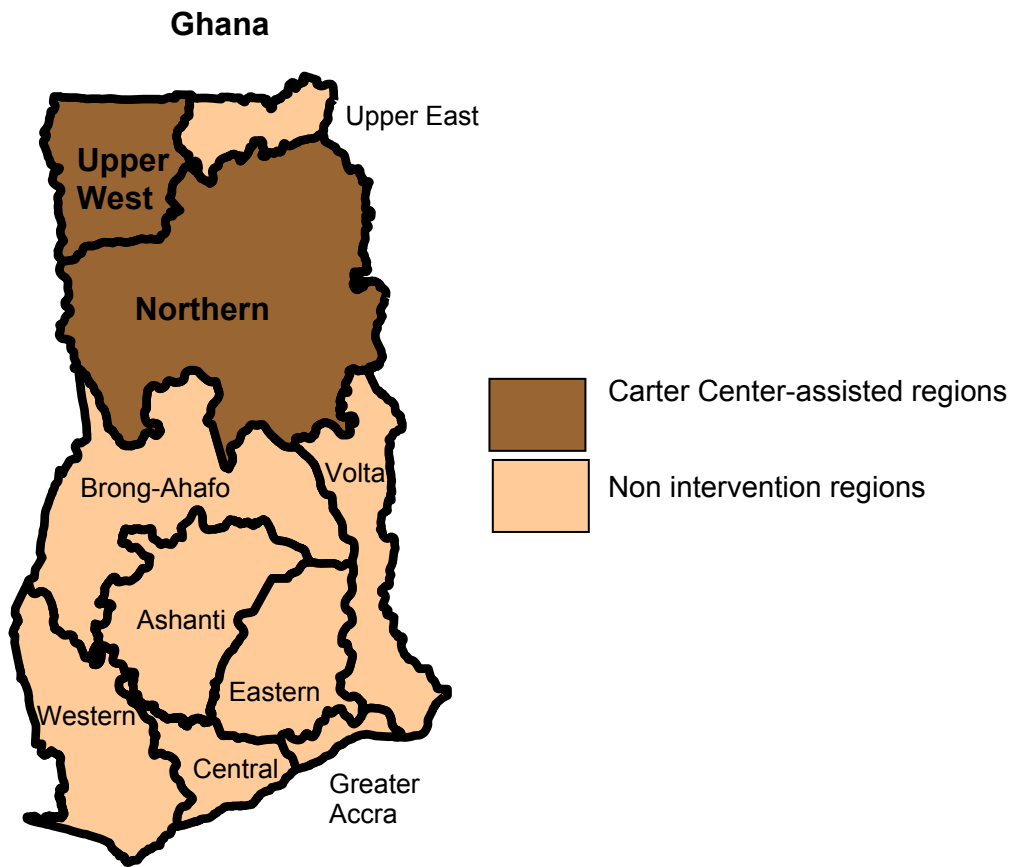 Ghana
Upper East
Upper
West
Northern
Carter Center-assisted regions
Non intervention regions
Volta
Brong-Ahafo
Ashanti
Eastern
Western
Central
Greater
Accra